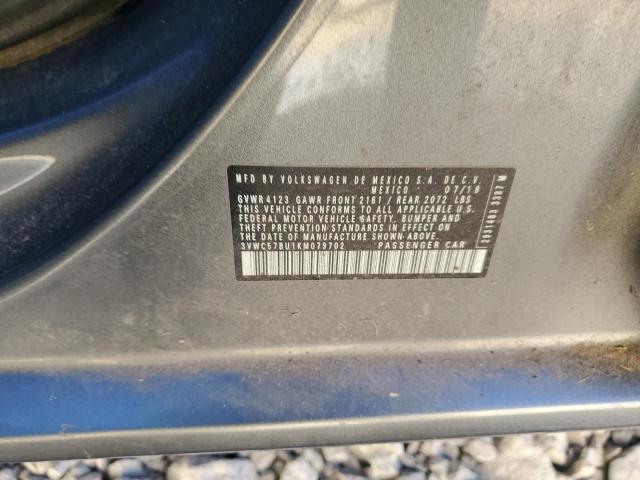 MFD BY VOLKSWAGEN DE MEXICO S.A. DE C.V.
MEXICO 07/18
GVWR 4123 GAWR FRONT 2161 / REAR 2072 LBS
THIS VEHICLE CONFORMS TO ALL APPLICABLE U.S.
FEDERAL MOTOR VEHICLE SAFETY, BUMPER AND
THEFT PREVENTION STANDARDS IN EFFECT ON THE
DATE OF MANUFACTURE SHOWN ABOVE.
3VWC57BU1KM079702 PASSENGER CAR